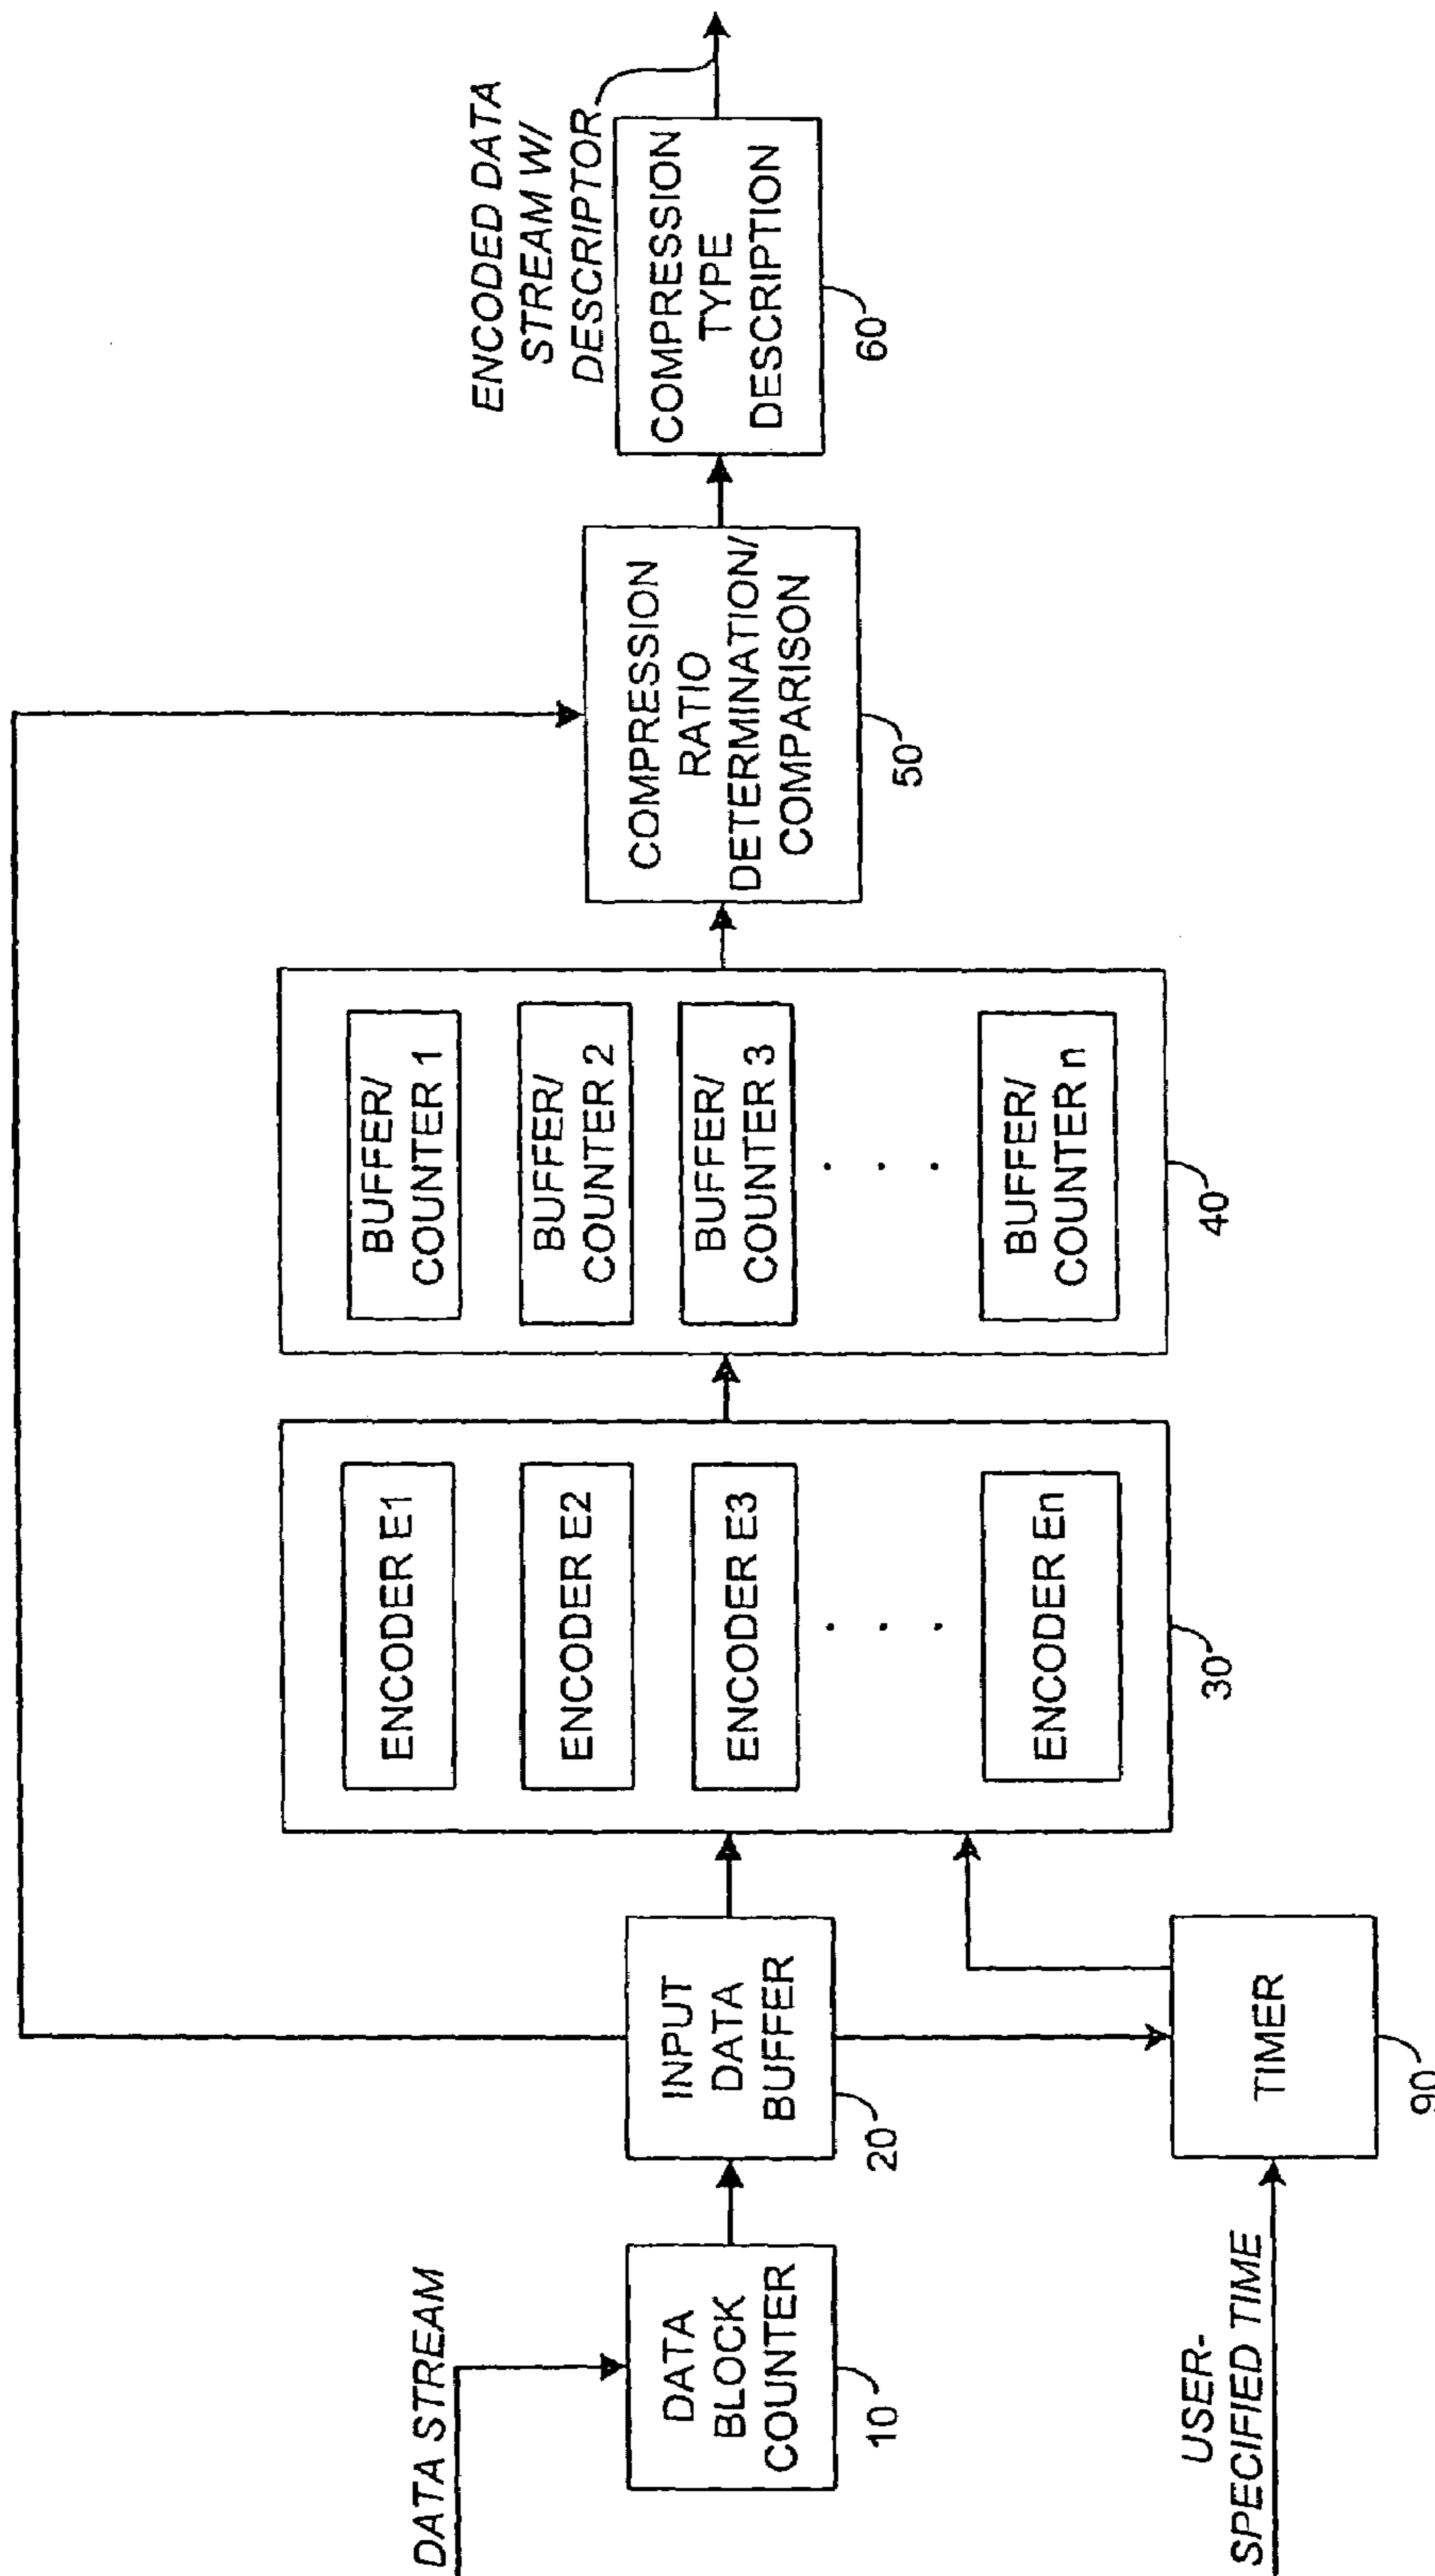 DATA STREAM
DATA
BLOCK
COUNTER
10
INPUT
DATA
BUFFER
20
USER-
SPECIFIED TIME
TIMER
90
ENCODER E1
ENCODER E2
ENCODER E3
. . .
ENCODER En
30
BUFFER/
COUNTER 1
BUFFER/
COUNTER 2
BUFFER/
COUNTER 3
. . .
BUFFER/
COUNTER n
40
COMPRESSION
RATIO
DETERMINATION/
COMPARISON
50
COMPRESSION
TYPE
DESCRIPTION
60
ENCODED DATA
STREAM W/
DESCRIPTOR